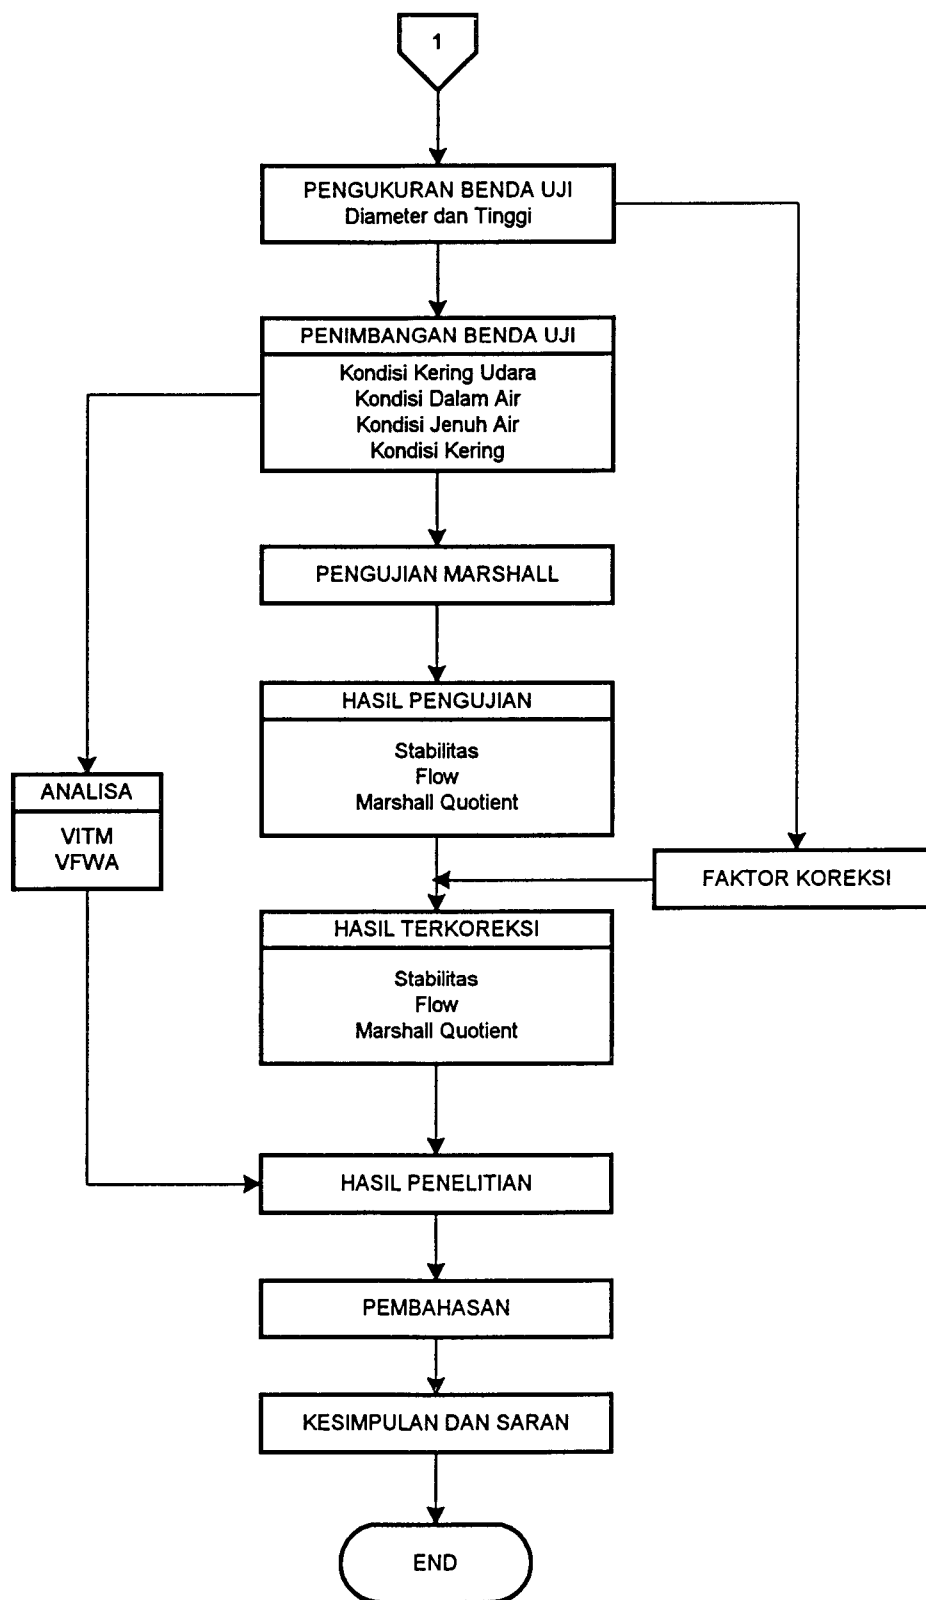 1
PENGUKURAN BENDA UJI
Diameter dan Tinggi
PENIMBANGAN BENDA UJI
Kondisi Kering Udara
Kondisi Dalam Air
Kondisi Jenuh Air
Kondisi Kering
PENGUJIAN MARSHALL
HASIL PENGUJIAN
Stabilitas
Flow
Marshall Quotient
ANALISA
VITM
VFWA
FAKTOR KOREKSI
HASIL TERKOREKSI
Stabilitas
Flow
Marshall Quotient
HASIL PENELITIAN
PEMBAHASAN
KESIMPULAN DAN SARAN
END